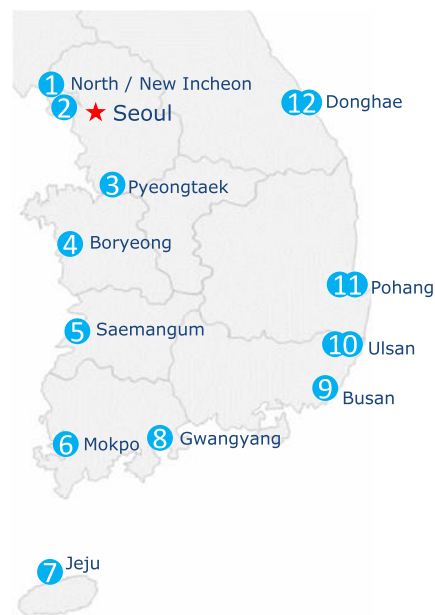 1 North / New Incheon
2 Seoul
12 Donghae
3 Pyeongtaek
4 Boryeong
11 Pohang
5 Saemangum
10 Ulsan
9 Busan
6 Mokpo
8 Gwangyang
7 Jeju